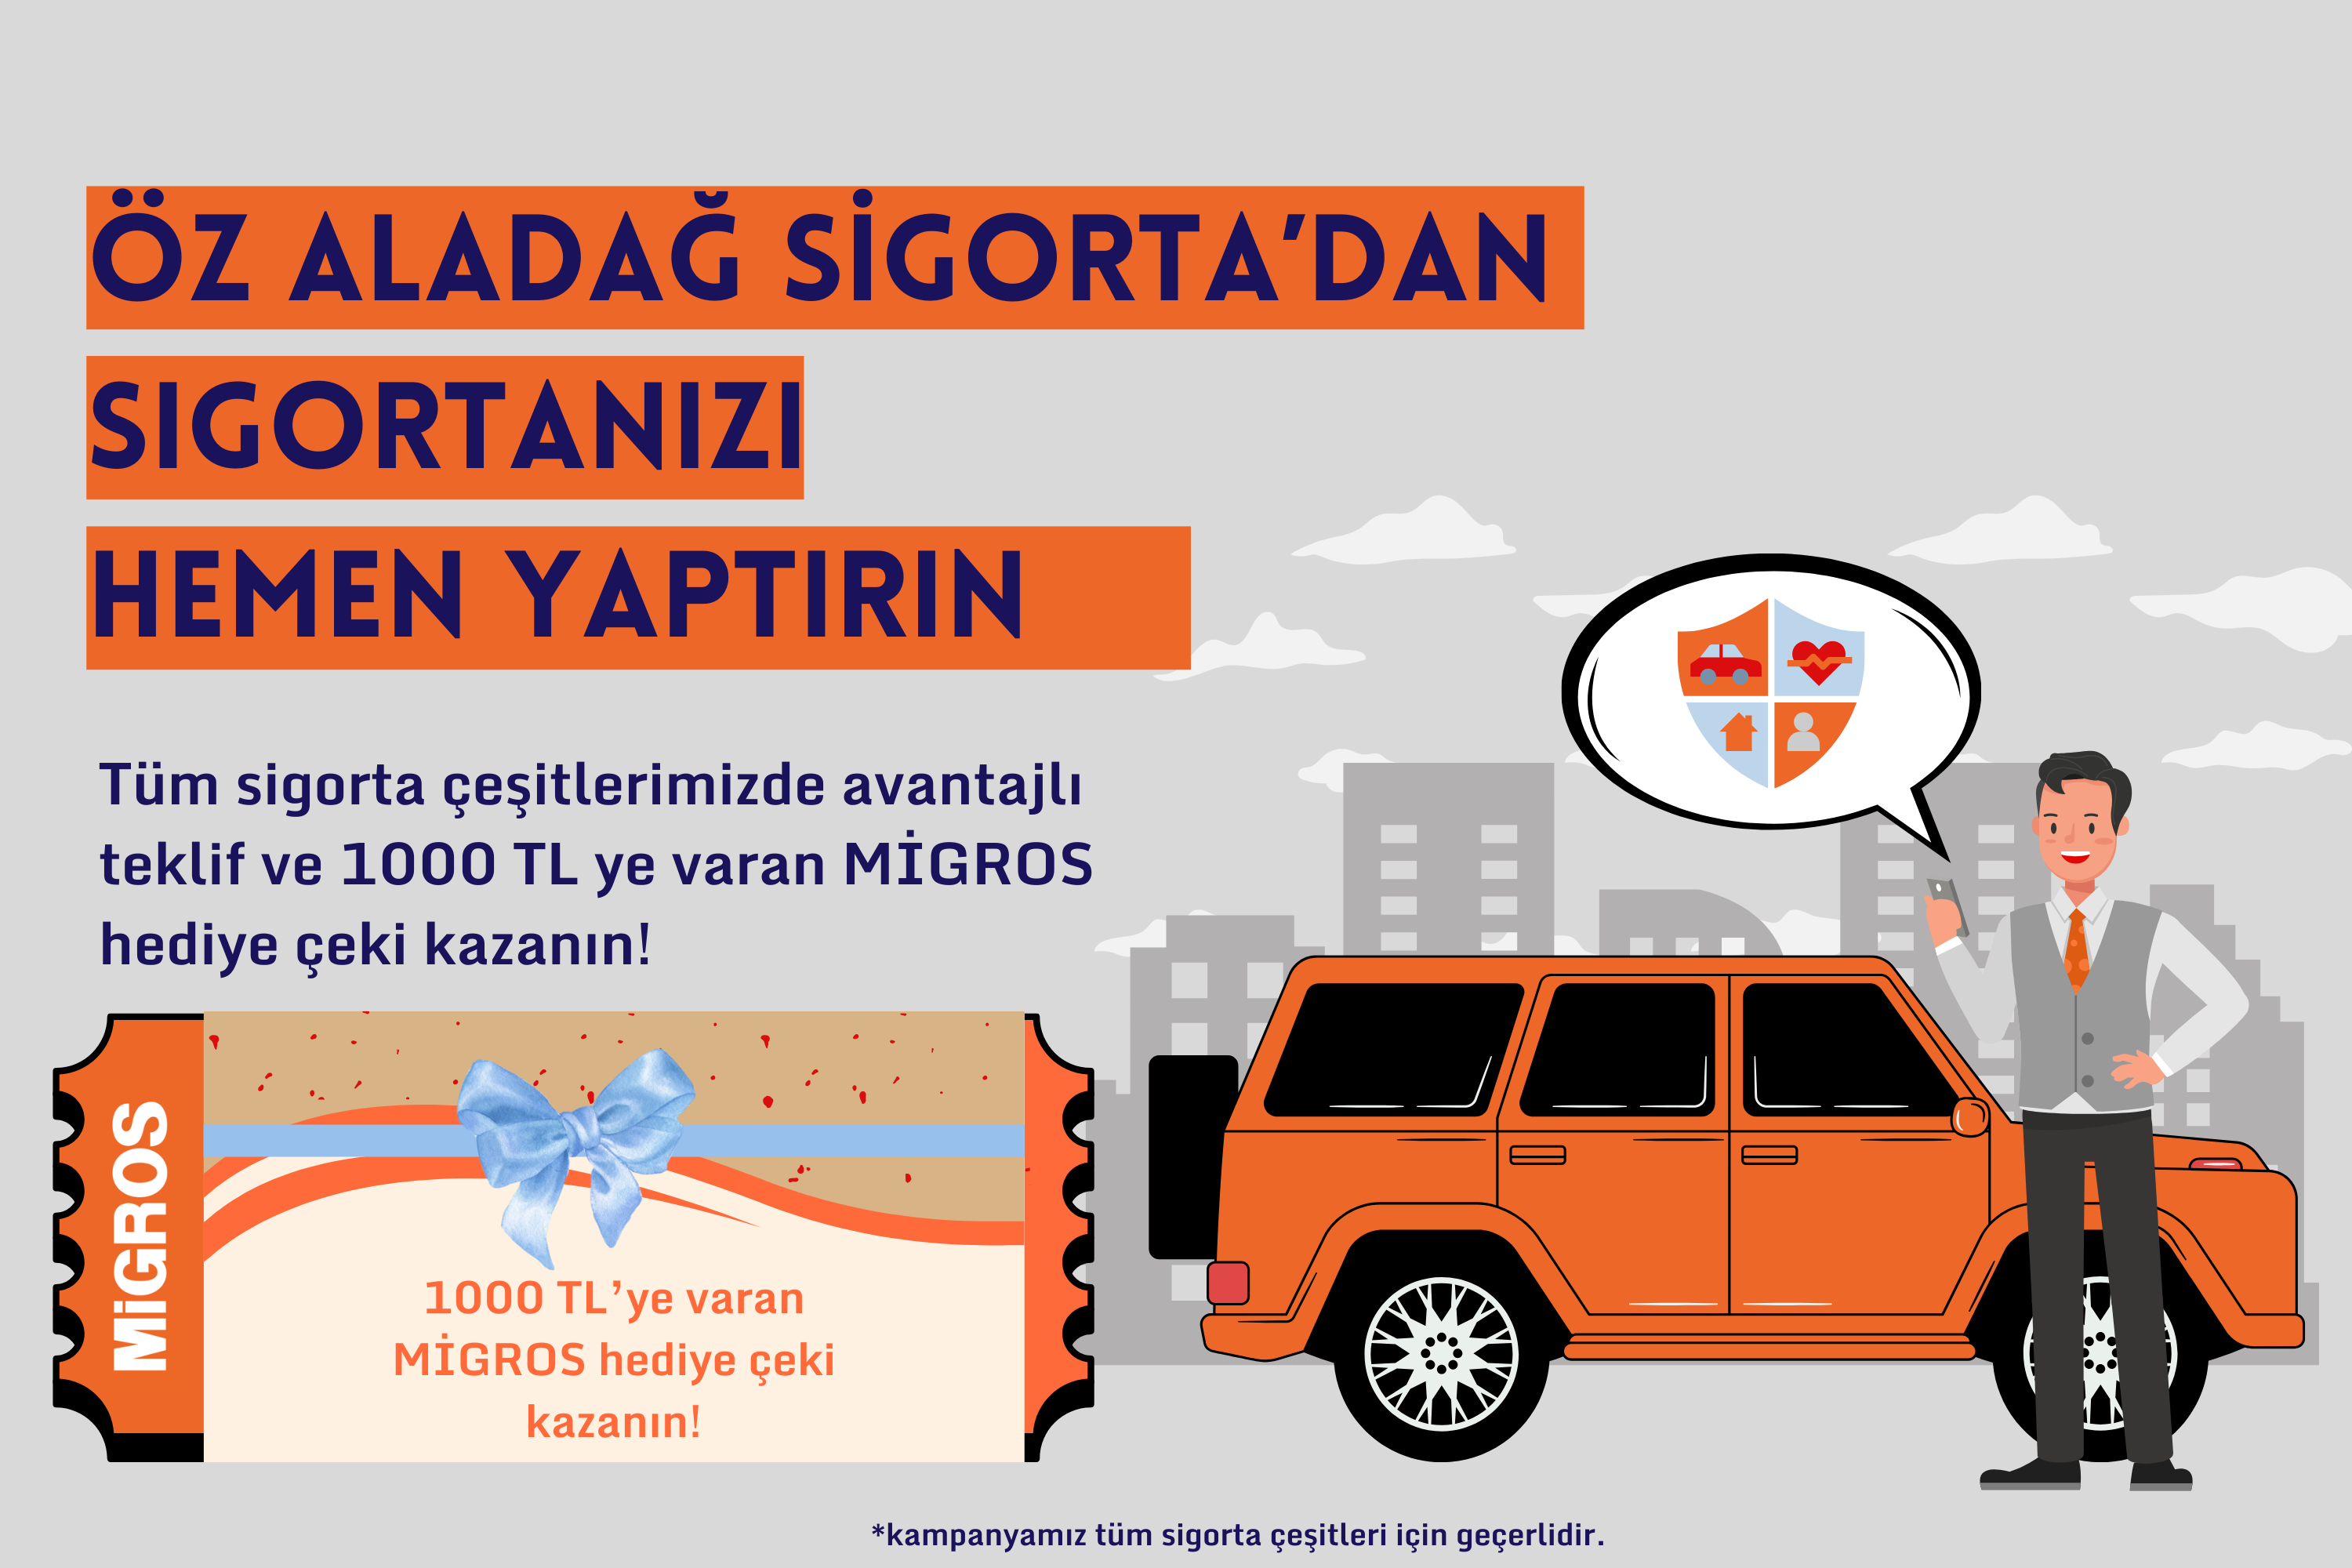 ÖZ ALADAĞ SİGORTA’DAN
SIGORTANIZI
HEMEN YAPTIRIN
Tüm sigorta çeşitlerimizde avantajlı
teklif ve 1000 TL ye varan MİGROS
hediye çeki kazanın!
MiGROS
1000 TL’ye varan
MİGROS hediye çeki
kazanın!
*kampanyamız tüm sigorta çeşitleri için geçerlidir.